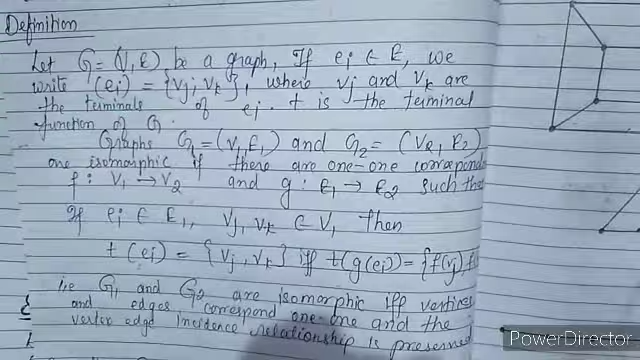 Definition
Let G = (V, E) be a graph, If ei ∈ E, we
write (ei) = {vj, vk}, where vj and vk are
the terminals of ei. t is the terminal
function of G.
Graphs G1 = (V1, E1) and G2 = (V2, E2)
one isomorphic if there are one-one correspond
f : V1 → V2 and g : E1 → E2 such tha
If ei ∈ E1, vj, vk ∈ V1 Then
t(ei) = {vj, vk} iff t(g(ei)) = {f(vj),
i.e G1 and G2 are isomorphic iff vertices
and edges correspond one-one and the
vertex edge incidence relationship is preserved
PowerDirector